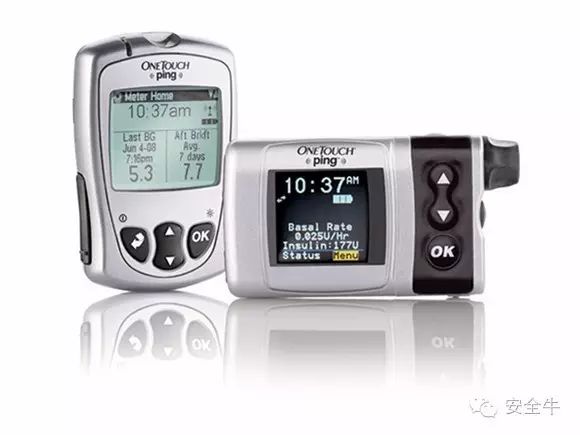 ONETOUCH
ping
Meter Home
10:37am
Last BG
Jun 4-08
7:16pm
5.3
Aft Brdt
Avg.
7 days
7.7
OK
ONETOUCH
ping
10:37AM
Basal Rate
0.025U/Hr
Insulin:177U
Status Menu
OK
安全牛